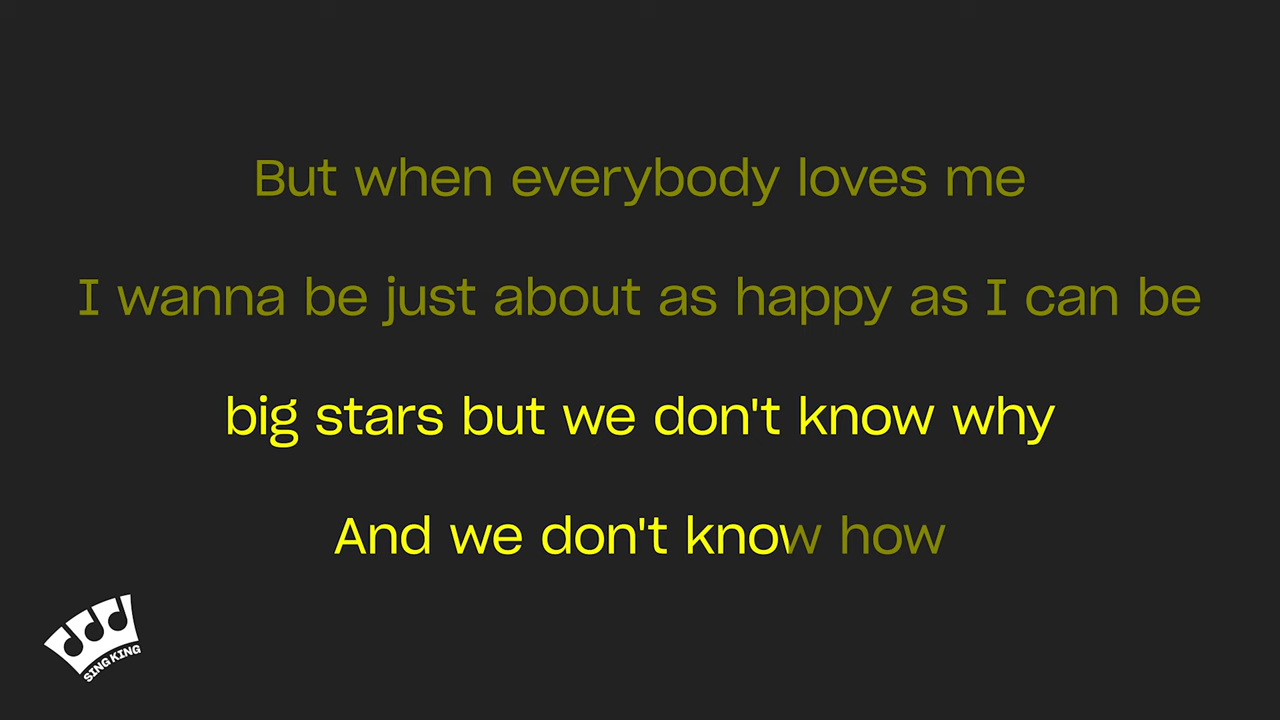 But when everybody loves me
I wanna be just about as happy as I can be
big stars but we don't know why
And we don't know how
SING KING